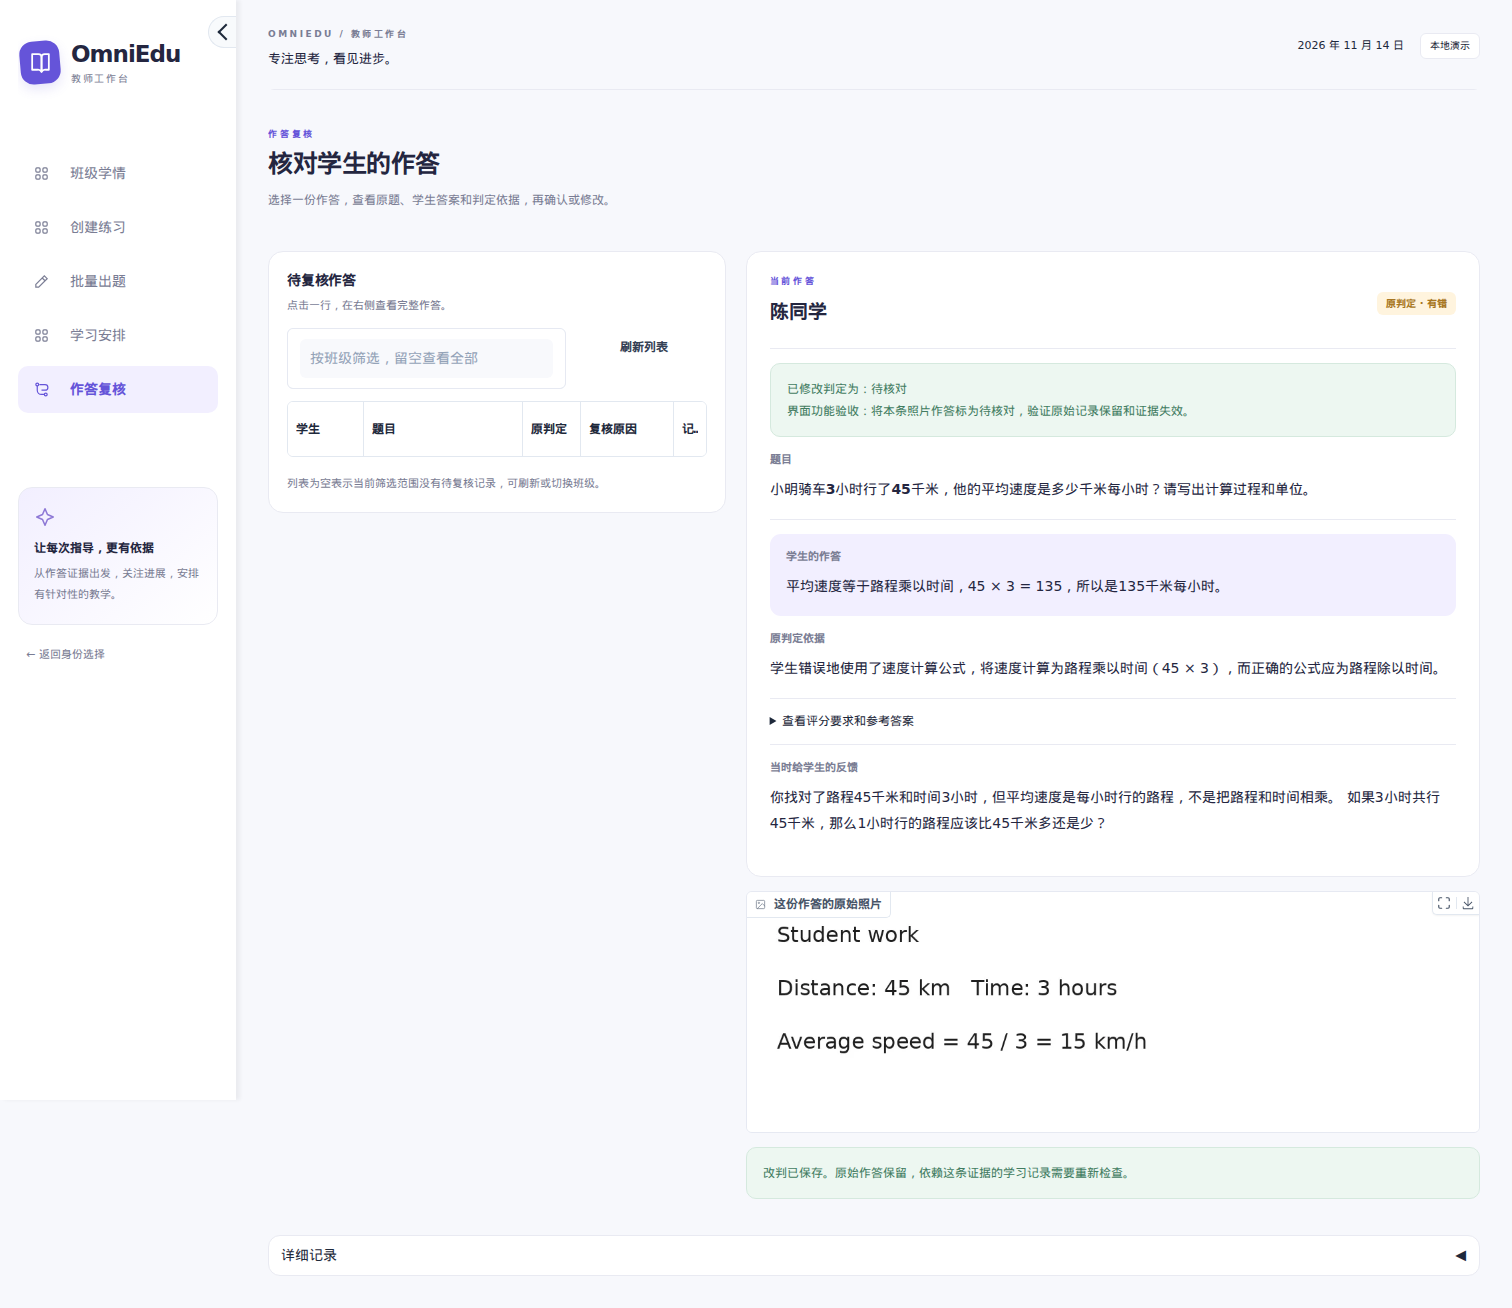 OmniEdu
教师工作台
班级学情
创建练习
批量出题
学习安排
作答复核
让每次指导，更有依据
从作答证据出发，关注进展，安排
有针对性的教学。
← 返回身份选择
OMNIEDU / 教师工作台
专注思考，看见进步。
2026 年 11 月 14 日
本地演示
作答复核
核对学生的作答
选择一份作答，查看原题、学生答案和判定依据，再确认或修改。
待复核作答
点击一行，在右侧查看完整作答。
按班级筛选，留空查看全部
刷新列表
学生 题目 原判定 复核原因 记..
列表为空表示当前筛选范围没有待复核记录，可刷新或切换班级。
当前作答
陈同学
原判定 · 有错
已修改判定为：待核对
界面功能验收：将本条照片作答标为待核对，验证原始记录保留和证据失效。
题目
小明骑车3小时行了45千米，他的平均速度是多少千米每小时？请写出计算过程和单位。
学生的作答
平均速度等于路程乘以时间，45 × 3 = 135，所以是135千米每小时。
原判定依据
学生错误地使用了速度计算公式，将速度计算为路程乘以时间（45 × 3），而正确的公式应为路程除以时间。
▶ 查看评分要求和参考答案
当时给学生的反馈
你找对了路程45千米和时间3小时，但平均速度是每小时行的路程，不是把路程和时间相乘。 如果3小时共行
45千米，那么1小时行的路程应该比45千米多还是少？
这份作答的原始照片
Student work
Distance: 45 km Time: 3 hours
Average speed = 45 / 3 = 15 km/h
改判已保存。原始作答保留，依赖这条证据的学习记录需要重新检查。
详细记录